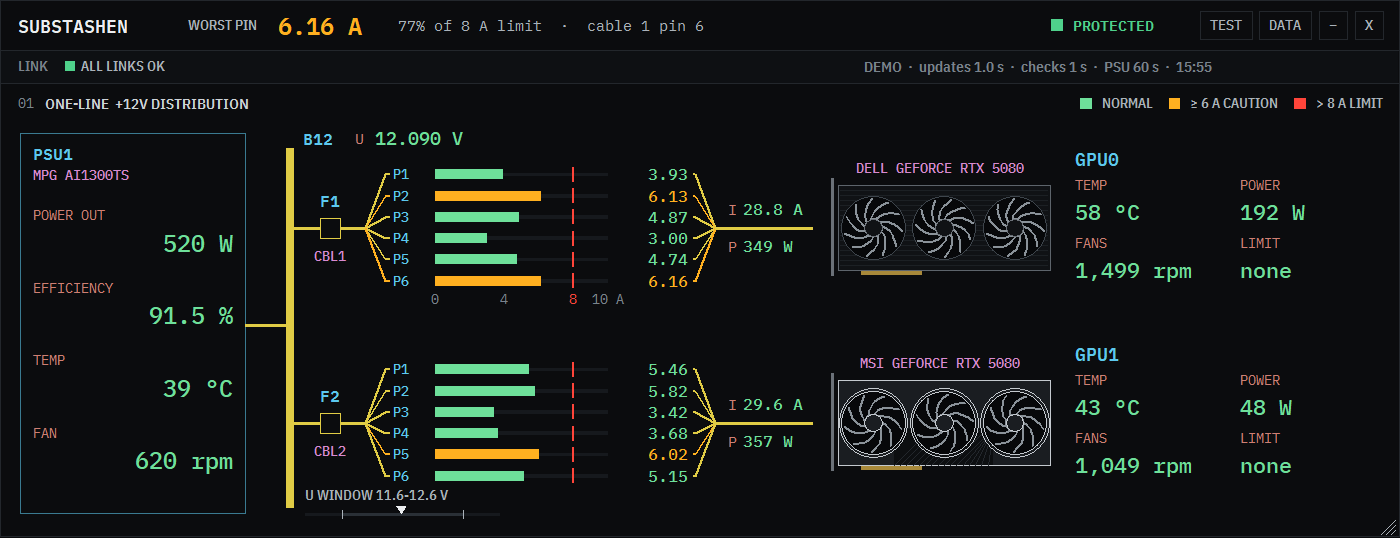 SUBSTASHEN WORST PIN 6.16 A 77% of 8 A limit · cable 1 pin 6 PROTECTED TEST DATA − X
LINK ALL LINKS OK DEMO · updates 1.0 s · checks 1 s · PSU 60 s · 15:55
01 ONE-LINE +12V DISTRIBUTION NORMAL ≥ 6 A CAUTION > 8 A LIMIT
PSU1
MPG AI1300TS
POWER OUT
520 W
EFFICIENCY
91.5 %
TEMP
39 °C
FAN
620 rpm
B12 U 12.090 V
F1
CBL1
P1 3.93
P2 6.13
P3 4.87
P4 3.00
P5 4.74
P6 6.16
0 4 8 10 A
I 28.8 A
P 349 W
DELL GEFORCE RTX 5080
GPU0
TEMP POWER
58 °C 192 W
FANS LIMIT
1,499 rpm none
F2
CBL2
P1 5.46
P2 5.82
P3 3.42
P4 3.68
P5 6.02
P6 5.15
I 29.6 A
P 357 W
MSI GEFORCE RTX 5080
GPU1
TEMP POWER
43 °C 48 W
FANS LIMIT
1,049 rpm none
U WINDOW 11.6-12.6 V